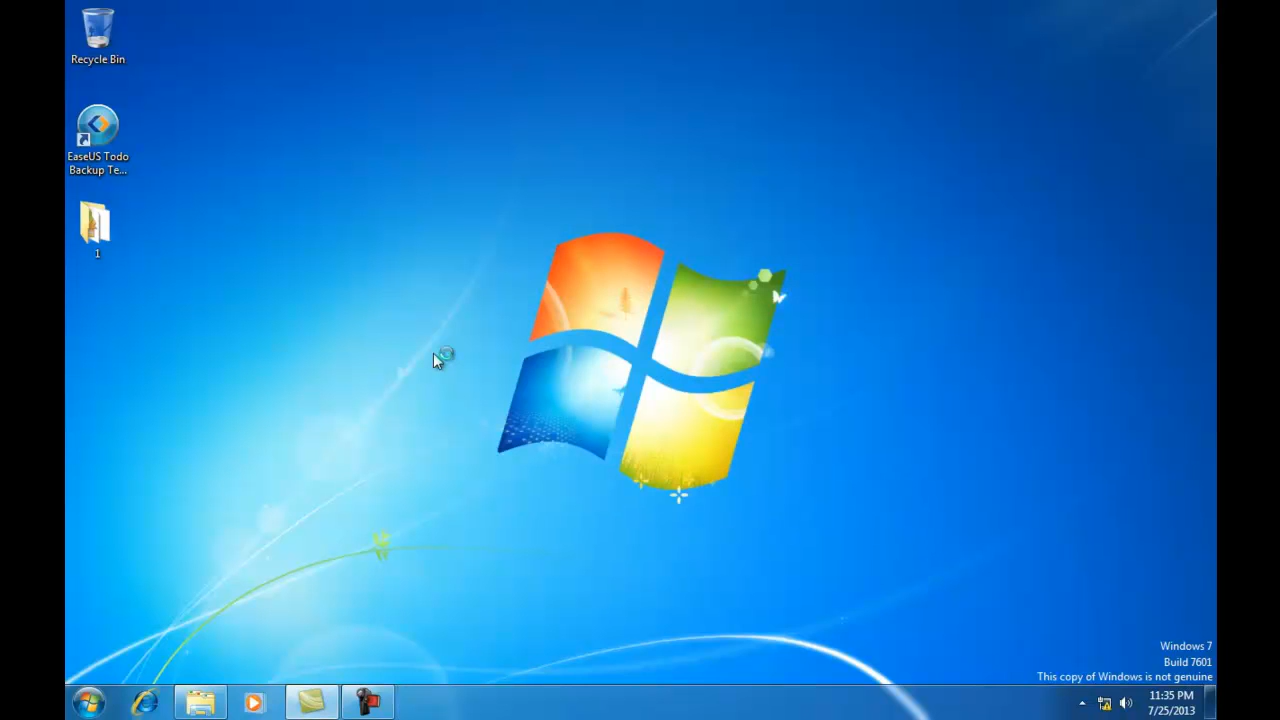 Recycle Bin
EaseUS Todo
Backup Te...
1
Windows 7
Build 7601
This copy of Windows is not genuine
11:35 PM
7/25/2013